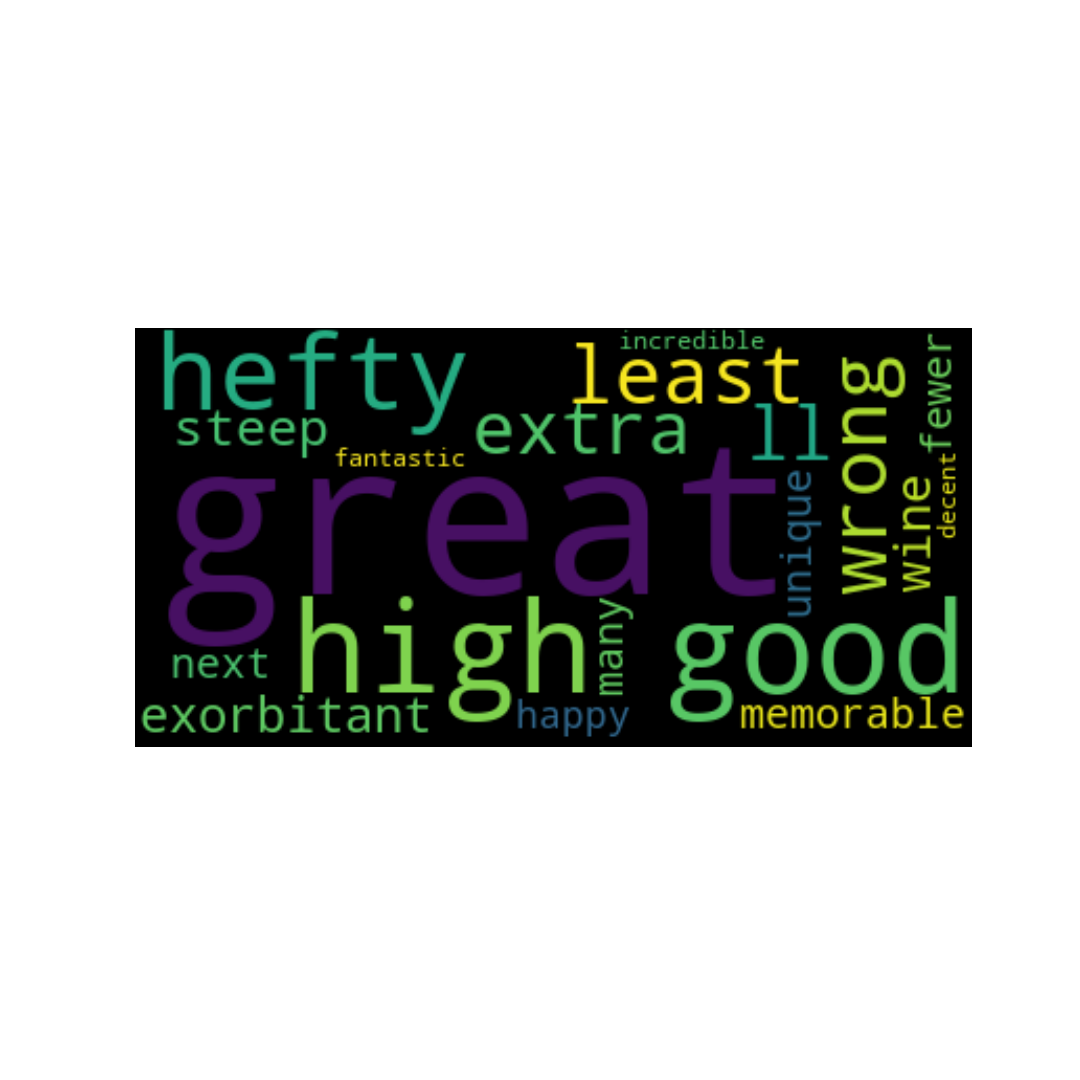 hefty
incredible
least
steep
extra
ll
wrong
fewer
fantastic
great
unique
wine
decent
high
many
good
next
exorbitant
happy
memorable